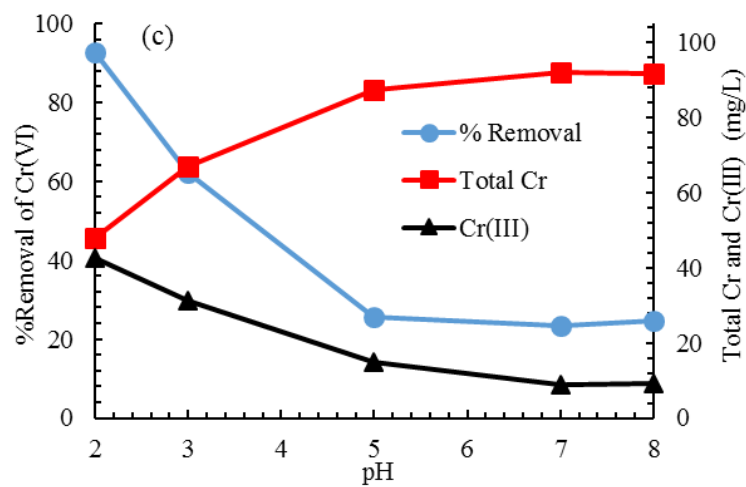 (c)
%Removal of Cr(VI)
100
80
60
40
20
0
% Removal
Total Cr
Cr(III)
100
80
60
40
20
0
Total Cr and Cr(III) (mg/L)
2 3 4 5 6 7 8
pH